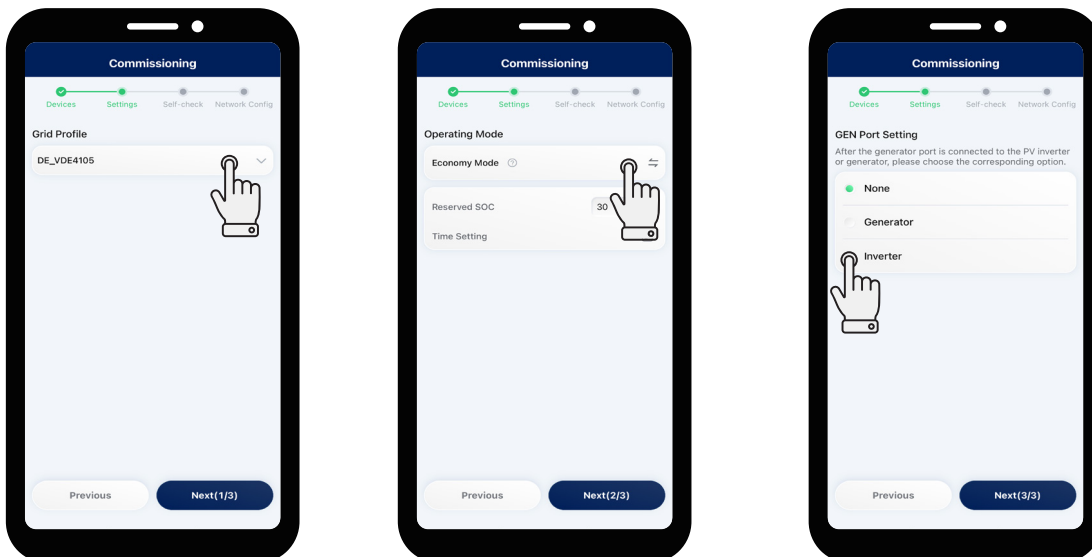 Commissioning
Devices Settings Self-check Network Config
Grid Profile
DE_VDE4105
Previous Next(1/3)
Commissioning
Devices Settings Self-check Network Config
Operating Mode
Economy Mode ?
Reserved SOC 30
Time Setting
Previous Next(2/3)
Commissioning
Devices Settings Self-check Network Config
GEN Port Setting
After the generator port is connected to the PV inverter
or generator, please choose the corresponding option.
None
Generator
Inverter
Previous Next(3/3)